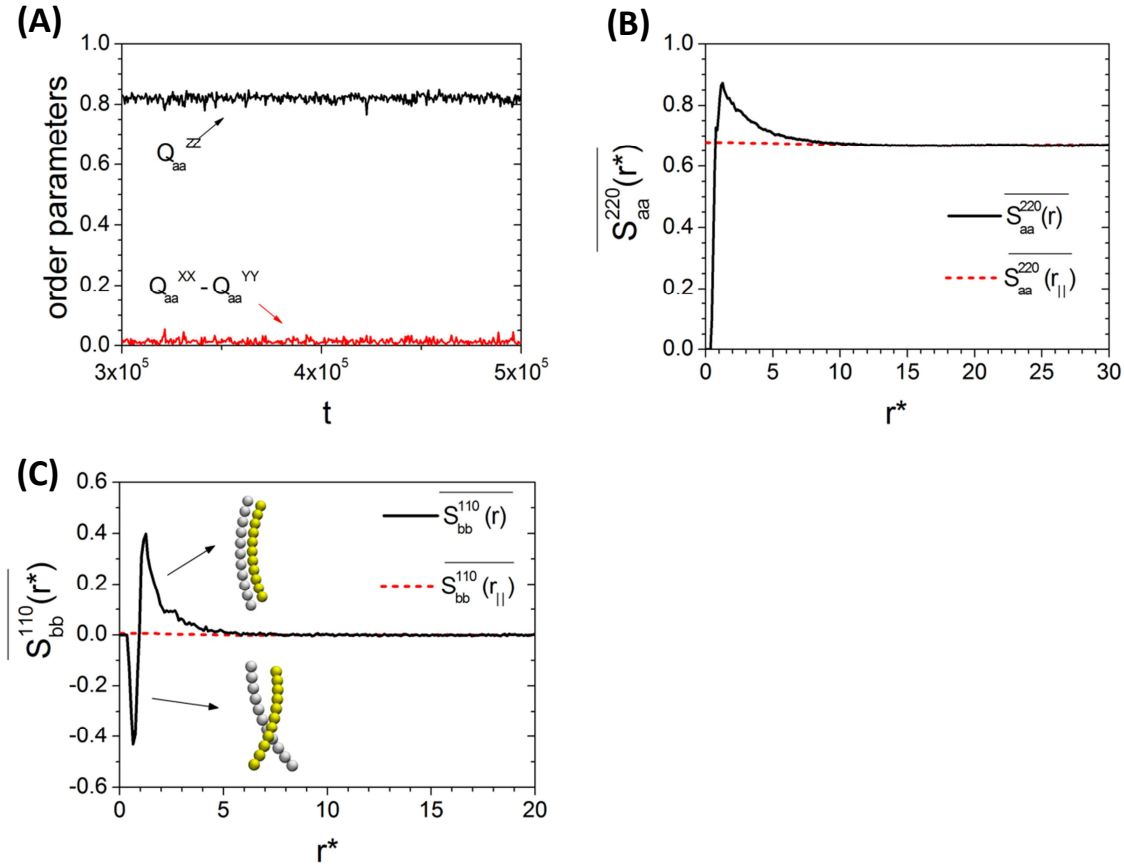 (A)
order parameters
1.0
0.8
0.6
0.4
0.2
0.0
Q_aa^ZZ
Q_aa^XX - Q_aa^YY
3x10^5
4x10^5
5x10^5
t
(B)
S_aa^220(r*)
1.0
0.8
0.6
0.4
0.2
0.0
S_aa^220(r)
S_aa^220(r_||)
0 5 10 15 20 25 30
r*
(C)
S_bb^110(r*)
0.6
0.4
0.2
0.0
-0.2
-0.4
-0.6
S_bb^110(r)
S_bb^110(r_||)
0 5 10 15 20
r*